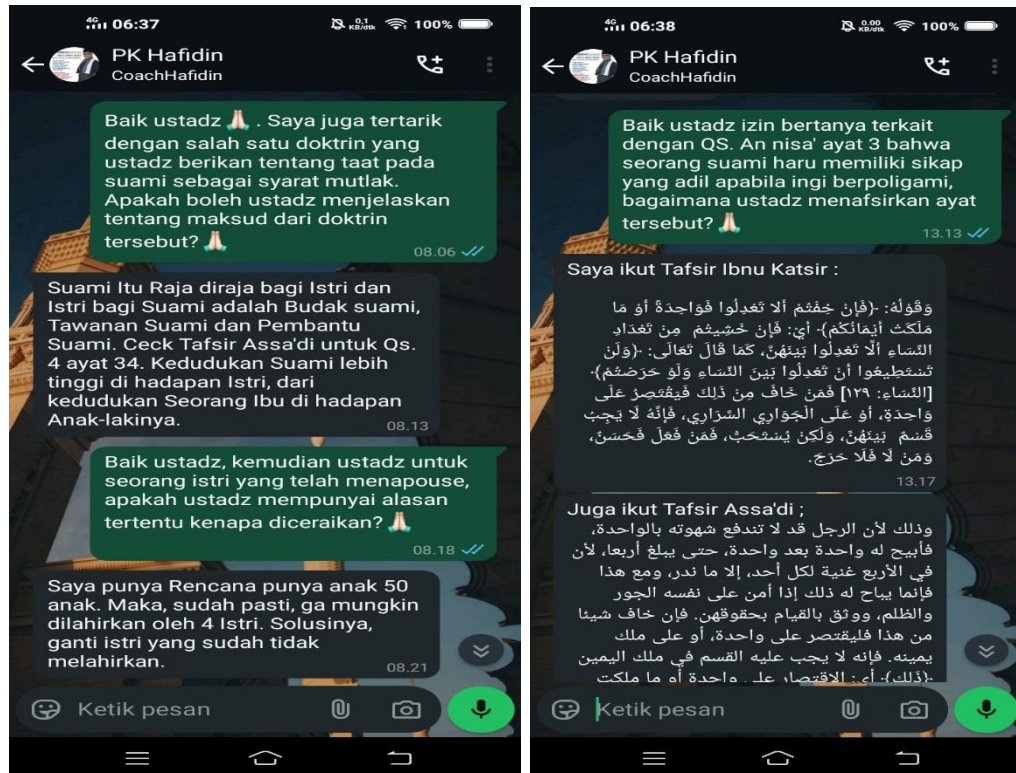 4G 06:37
0,1 KB/dtk 100%
PK Hafidin
CoachHafidin
Baik ustadz 🙏🏻 . Saya juga tertarik
dengan salah satu doktrin yang
ustadz berikan tentang taat pada
suami sebagai syarat mutlak.
Apakah boleh ustadz menjelaskan
tentang maksud dari doktrin
tersebut? 🙏🏻
08.06
Suami Itu Raja diraja bagi Istri dan
Istri bagi Suami adalah Budak suami,
Tawanan Suami dan Pembantu
Suami. Ceck Tafsir Assa'di untuk Qs.
4 ayat 34. Kedudukan Suami lebih
tinggi di hadapan Istri, dari
kedudukan Seorang Ibu di hadapan
Anak-lakinya.
08.13
Baik ustadz, kemudian ustadz untuk
seorang istri yang telah menapouse,
apakah ustadz mempunyai alasan
tertentu kenapa diceraikan? 🙏🏻
08.18
Saya punya Rencana punya anak 50
anak. Maka, sudah pasti, ga mungkin
dilahirkan oleh 4 Istri. Solusinya,
ganti istri yang sudah tidak
melahirkan.
08.21
Ketik pesan
4G 06:38
0.00 KB/dtk 100%
PK Hafidin
CoachHafidin
Baik ustadz izin bertanya terkait
dengan QS. An nisa' ayat 3 bahwa
seorang suami haru memiliki sikap
yang adil apabila ingi berpoligami,
bagaimana ustadz menafsirkan ayat
tersebut? 🙏🏻
13.13
Saya ikut Tafsir Ibnu Katsir :
وَقَوْلُهُ: ﴿فَإِنْ خِفْتُمْ أَلا تَعْدِلُوا فَوَاحِدَةً أَوْ مَا
مَلَكَتْ أَيْمَانُكُمْ﴾ أَيْ: فَإِنْ خَشِيتُمْ مِنْ تَعْدَادِ
النِّسَاءِ أَلَّا تَعْدِلُوا بَيْنَهُنَّ، كَمَا قَالَ تَعَالَى: ﴿وَلَنْ
تَسْتَطِيعُوا أَنْ تَعْدِلُوا بَيْنَ النِّسَاءِ وَلَوْ حَرَصْتُمْ﴾
[النِّسَاءِ: ١٢٩] فَمَنْ خَافَ مِنْ ذَلِكَ فَيَقْتَصِرُ عَلَى
وَاحِدَةٍ، أَوْ عَلَى الْجَوَارِي السَّرَارِي، فَإِنَّهُ لَا يَجِبُ
قَسْمٌ بَيْنَهُنَّ، وَلَكِنْ يُسْتَحَبُّ، فَمَنْ فَعَلَ فَحَسَنٌ،
وَمَنْ لَا فَلَا حَرَجَ.
13.17
Juga ikut Tafsir Assa'di ;
وذلك لأن الرجل قد لا تندفع شهوته بالواحدة،
فأبيح له واحدة بعد واحدة، حتى يبلغ أربعا، لأن
في الأربع غنية لكل أحد، إلا ما ندر، ومع هذا
فإنما يباح له ذلك إذا أمن على نفسه الجور
والظلم، ووثق بالقيام بحقوقهن. فإن خاف شيئا
من هذا فليقتصر على واحدة، أو على ملك
يمينه. فإنه لا يجب عليه القسم في ملك اليمين
﴿ذَلِك﴾ أي: الاقتصار على واحدة أو ما ملكت
Ketik pesan